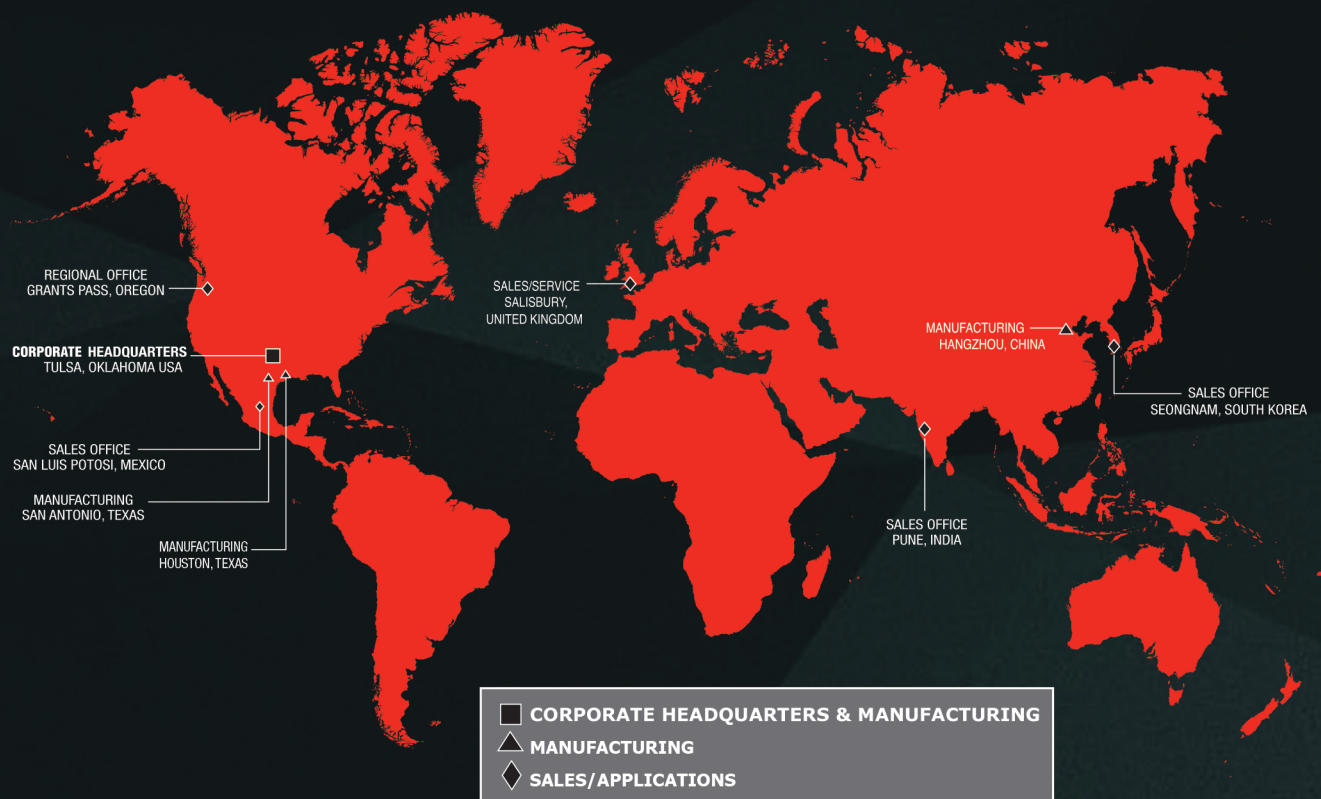 REGIONAL OFFICE
GRANTS PASS, OREGON
CORPORATE HEADQUARTERS
TULSA, OKLAHOMA USA
SALES OFFICE
SAN LUIS POTOSI, MEXICO
MANUFACTURING
SAN ANTONIO, TEXAS
MANUFACTURING
HOUSTON, TEXAS
SALES/SERVICE
SALISBURY,
UNITED KINGDOM
MANUFACTURING
HANGZHOU, CHINA
SALES OFFICE
SEONGNAM, SOUTH KOREA
SALES OFFICE
PUNE, INDIA
CORPORATE HEADQUARTERS & MANUFACTURING
MANUFACTURING
SALES/APPLICATIONS